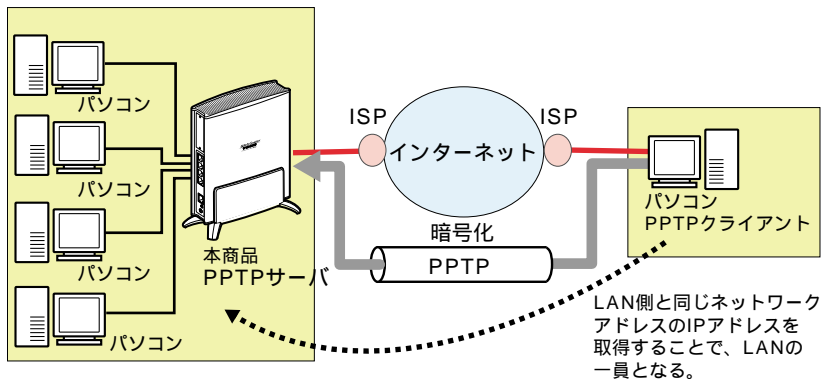 パソコン
パソコン
パソコン
パソコン
本商品
PPTPサーバ
ISP
インターネット
ISP
暗号化
PPTP
パソコン
PPTPクライアント
LAN側と同じネットワーク
アドレスのIPアドレスを
取得することで、LANの
一員となる。